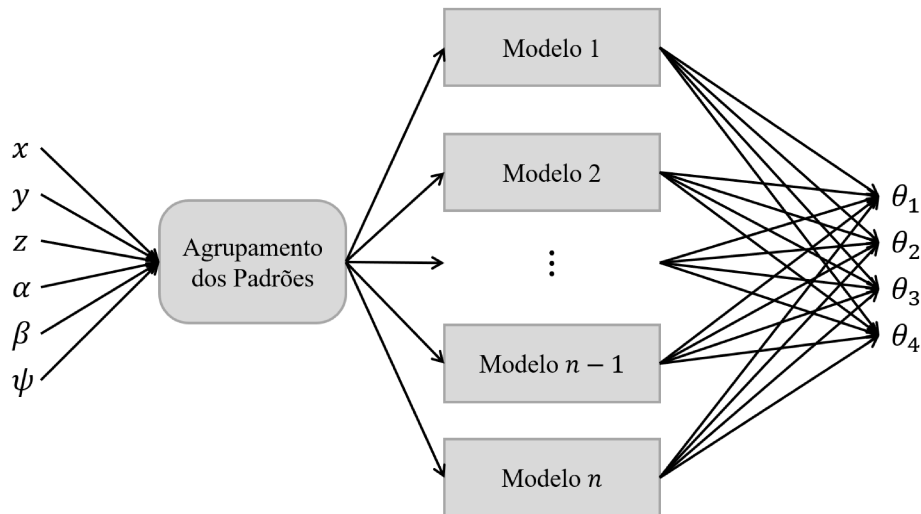 x
y
z
α
β
ψ
Agrupamento
dos Padrões
Modelo 1
Modelo 2
⋮
Modelo n − 1
Modelo n
θ₁
θ₂
θ₃
θ₄